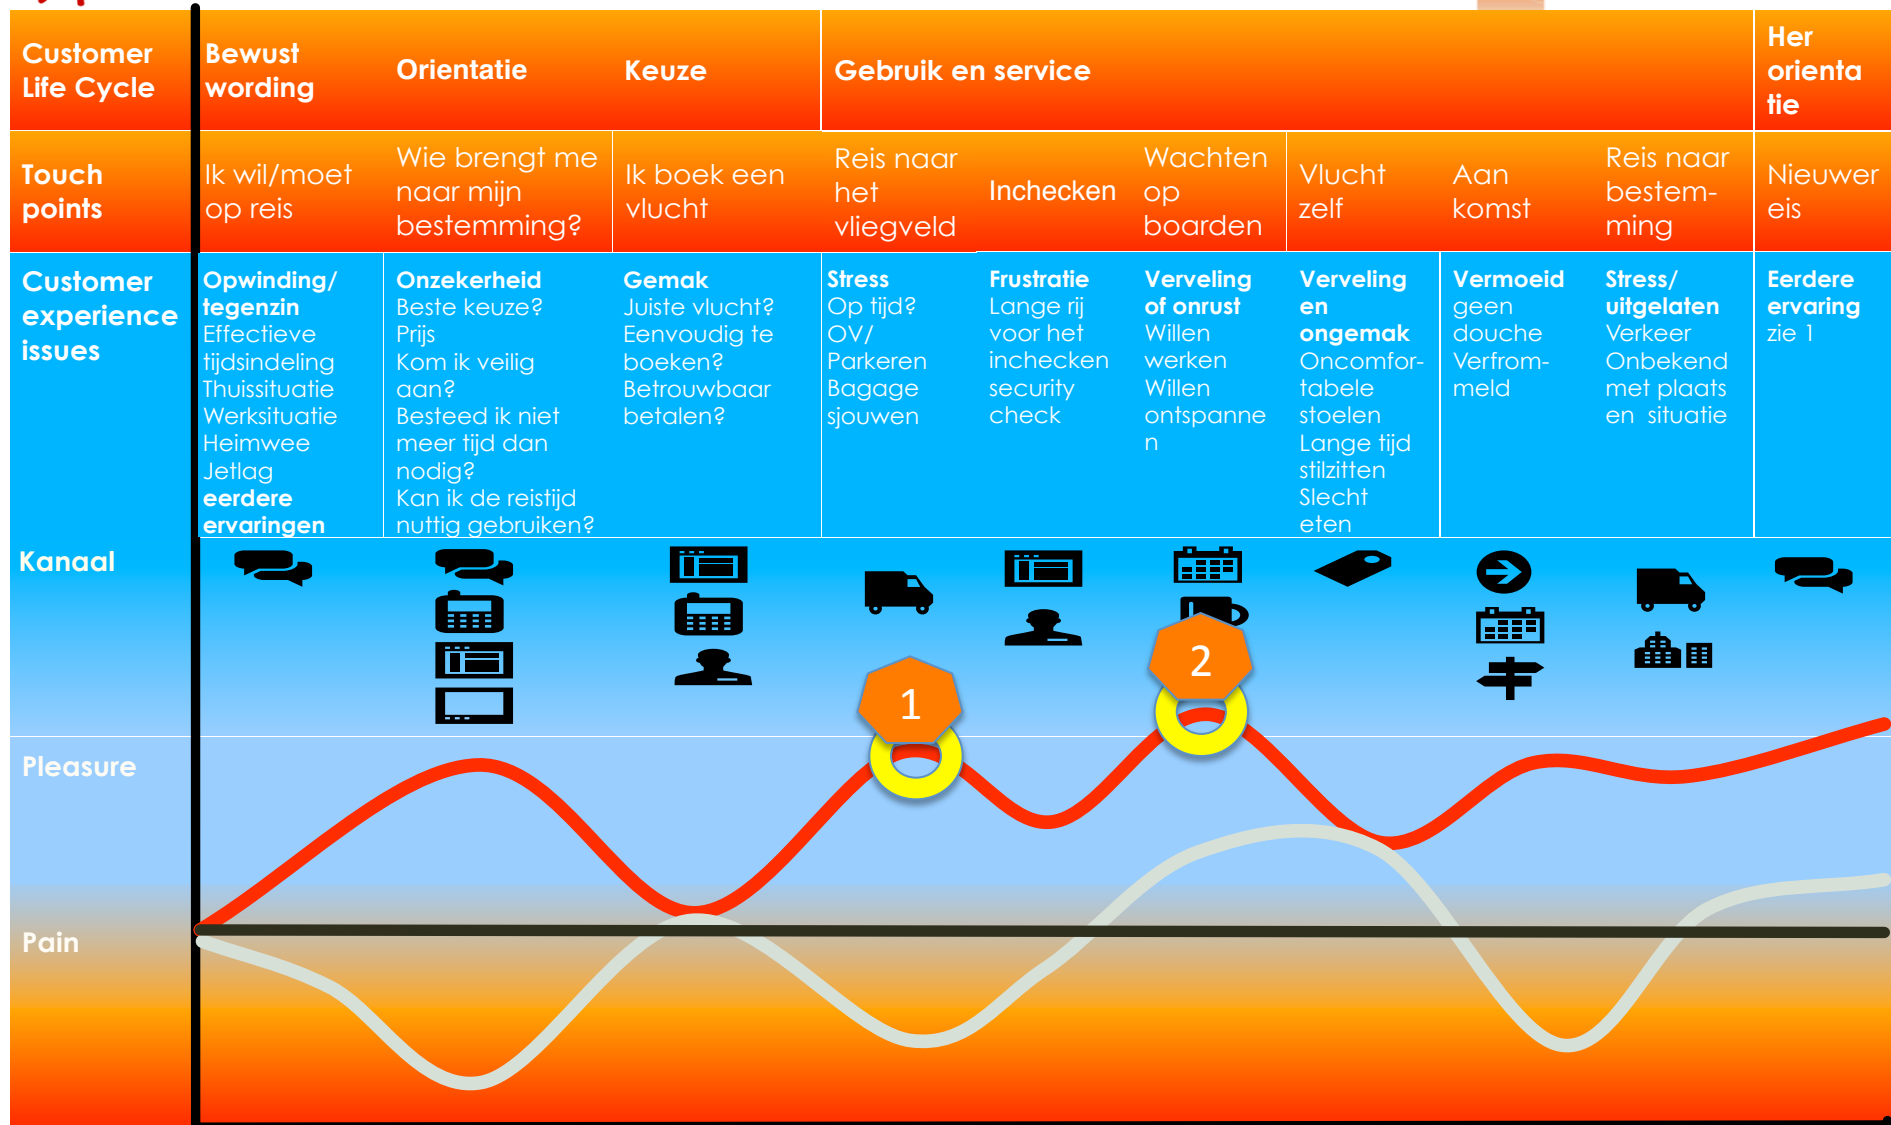 Customer
Life Cycle
Bewust
wording
Orientatie
Keuze
Gebruik en service
Her
orienta
tie
Touch
points
Ik wil/moet
op reis
Wie brengt me
naar mijn
bestemming?
Ik boek een
vlucht
Reis naar
het
vliegveld
Inchecken
Wachten
op
boarden
Vlucht
zelf
Aan
komst
Reis naar
bestem-
ming
Nieuwer
eis
Customer
experience
issues
Opwinding/
tegenzin
Effectieve
tijdsindeling
Thuissituatie
Werksituatie
Heimwee
Jetlag
eerdere
ervaringen
Onzekerheid
Beste keuze?
Prijs
Kom ik veilig
aan?
Besteed ik niet
meer tijd dan
nodig?
Kan ik de reistijd
nuttig gebruiken?
Gemak
Juiste vlucht?
Eenvoudig te
boeken?
Betrouwbaar
betalen?
Stress
Op tijd?
OV/
Parkeren
Bagage
sjouwen
Frustratie
Lange rij
voor het
inchecken
security
check
Verveling
of onrust
Willen
werken
Willen
ontspanne
n
Verveling
en
ongemak
Oncomfor-
tabele
stoelen
Lange tijd
stilzitten
Slecht
eten
Vermoeid
geen
douche
Verfrom-
meld
Stress/
uitgelaten
Verkeer
Onbekend
met plaats
en situatie
Eerdere
ervaring
zie 1
Kanaal
1
2
Pleasure
Pain